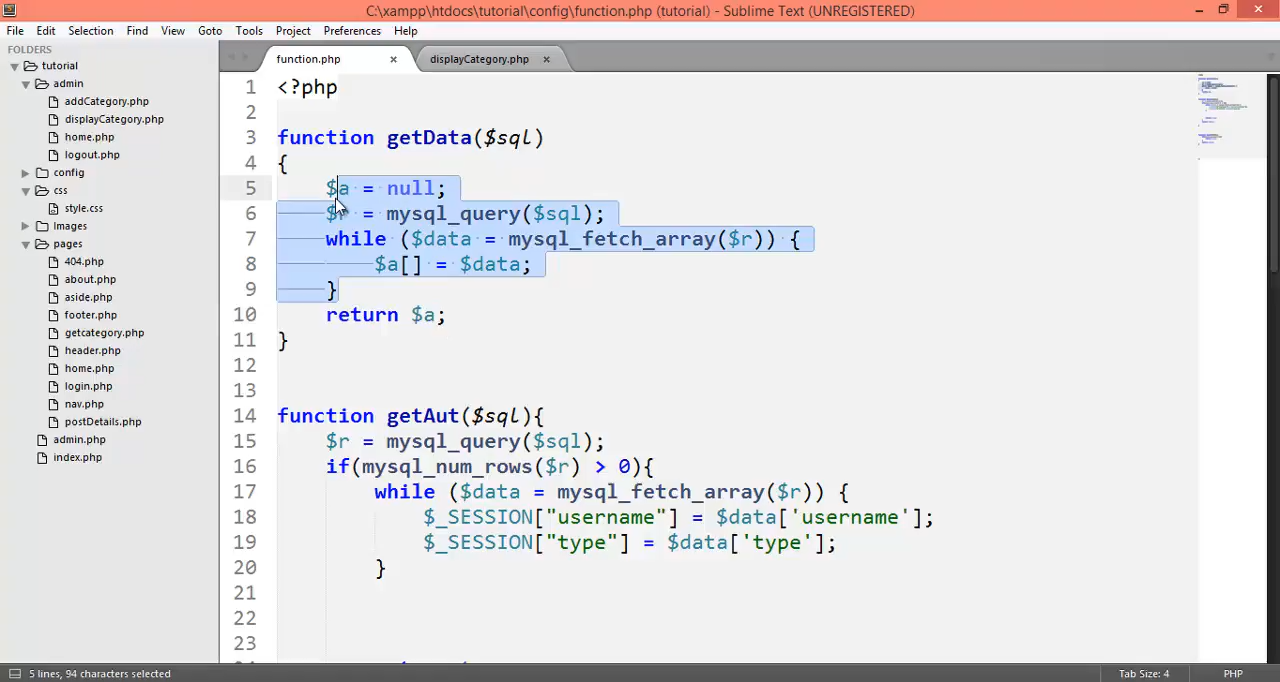 C:\xampp\htdocs\tutorial\config\function.php (tutorial) - Sublime Text (UNREGISTERED)
File Edit Selection Find View Goto Tools Project Preferences Help
FOLDERS
tutorial
admin
addCategory.php
displayCategory.php
home.php
logout.php
config
css
style.css
Images
pages
404.php
about.php
aside.php
footer.php
getcategory.php
header.php
home.php
login.php
nav.php
postDetails.php
admin.php
index.php
function.php × displayCategory.php ×
1 <?php
2
3 function getData($sql)
4 {
5 $a = null;
6 $r = mysql_query($sql);
7 while ($data = mysql_fetch_array($r)) {
8 $a[] = $data;
9 }
10 return $a;
11 }
12
13
14 function getAut($sql){
15 $r = mysql_query($sql);
16 if(mysql_num_rows($r) > 0){
17 while ($data = mysql_fetch_array($r)) {
18 $_SESSION["username"] = $data['username'];
19 $_SESSION["type"] = $data['type'];
20 }
21
22
23
5 lines, 94 characters selected Tab Size: 4 PHP